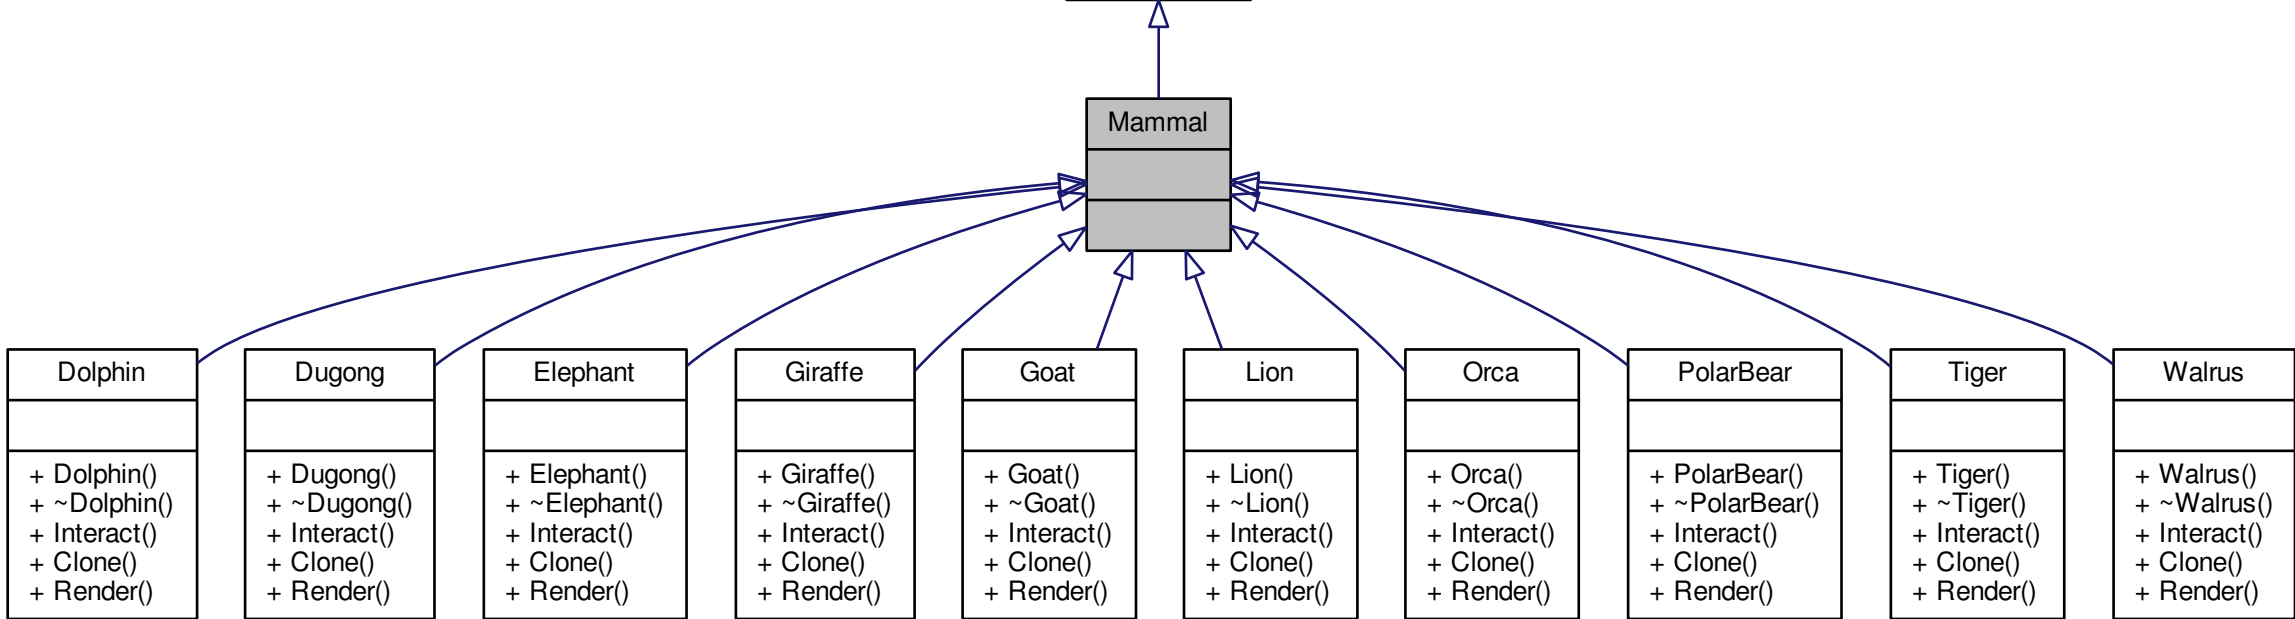 Mammal
Dolphin
+ Dolphin()
+ ~Dolphin()
+ Interact()
+ Clone()
+ Render()
Dugong
+ Dugong()
+ ~Dugong()
+ Interact()
+ Clone()
+ Render()
Elephant
+ Elephant()
+ ~Elephant()
+ Interact()
+ Clone()
+ Render()
Giraffe
+ Giraffe()
+ ~Giraffe()
+ Interact()
+ Clone()
+ Render()
Goat
+ Goat()
+ ~Goat()
+ Interact()
+ Clone()
+ Render()
Lion
+ Lion()
+ ~Lion()
+ Interact()
+ Clone()
+ Render()
Orca
+ Orca()
+ ~Orca()
+ Interact()
+ Clone()
+ Render()
PolarBear
+ PolarBear()
+ ~PolarBear()
+ Interact()
+ Clone()
+ Render()
Tiger
+ Tiger()
+ ~Tiger()
+ Interact()
+ Clone()
+ Render()
Walrus
+ Walrus()
+ ~Walrus()
+ Interact()
+ Clone()
+ Render()